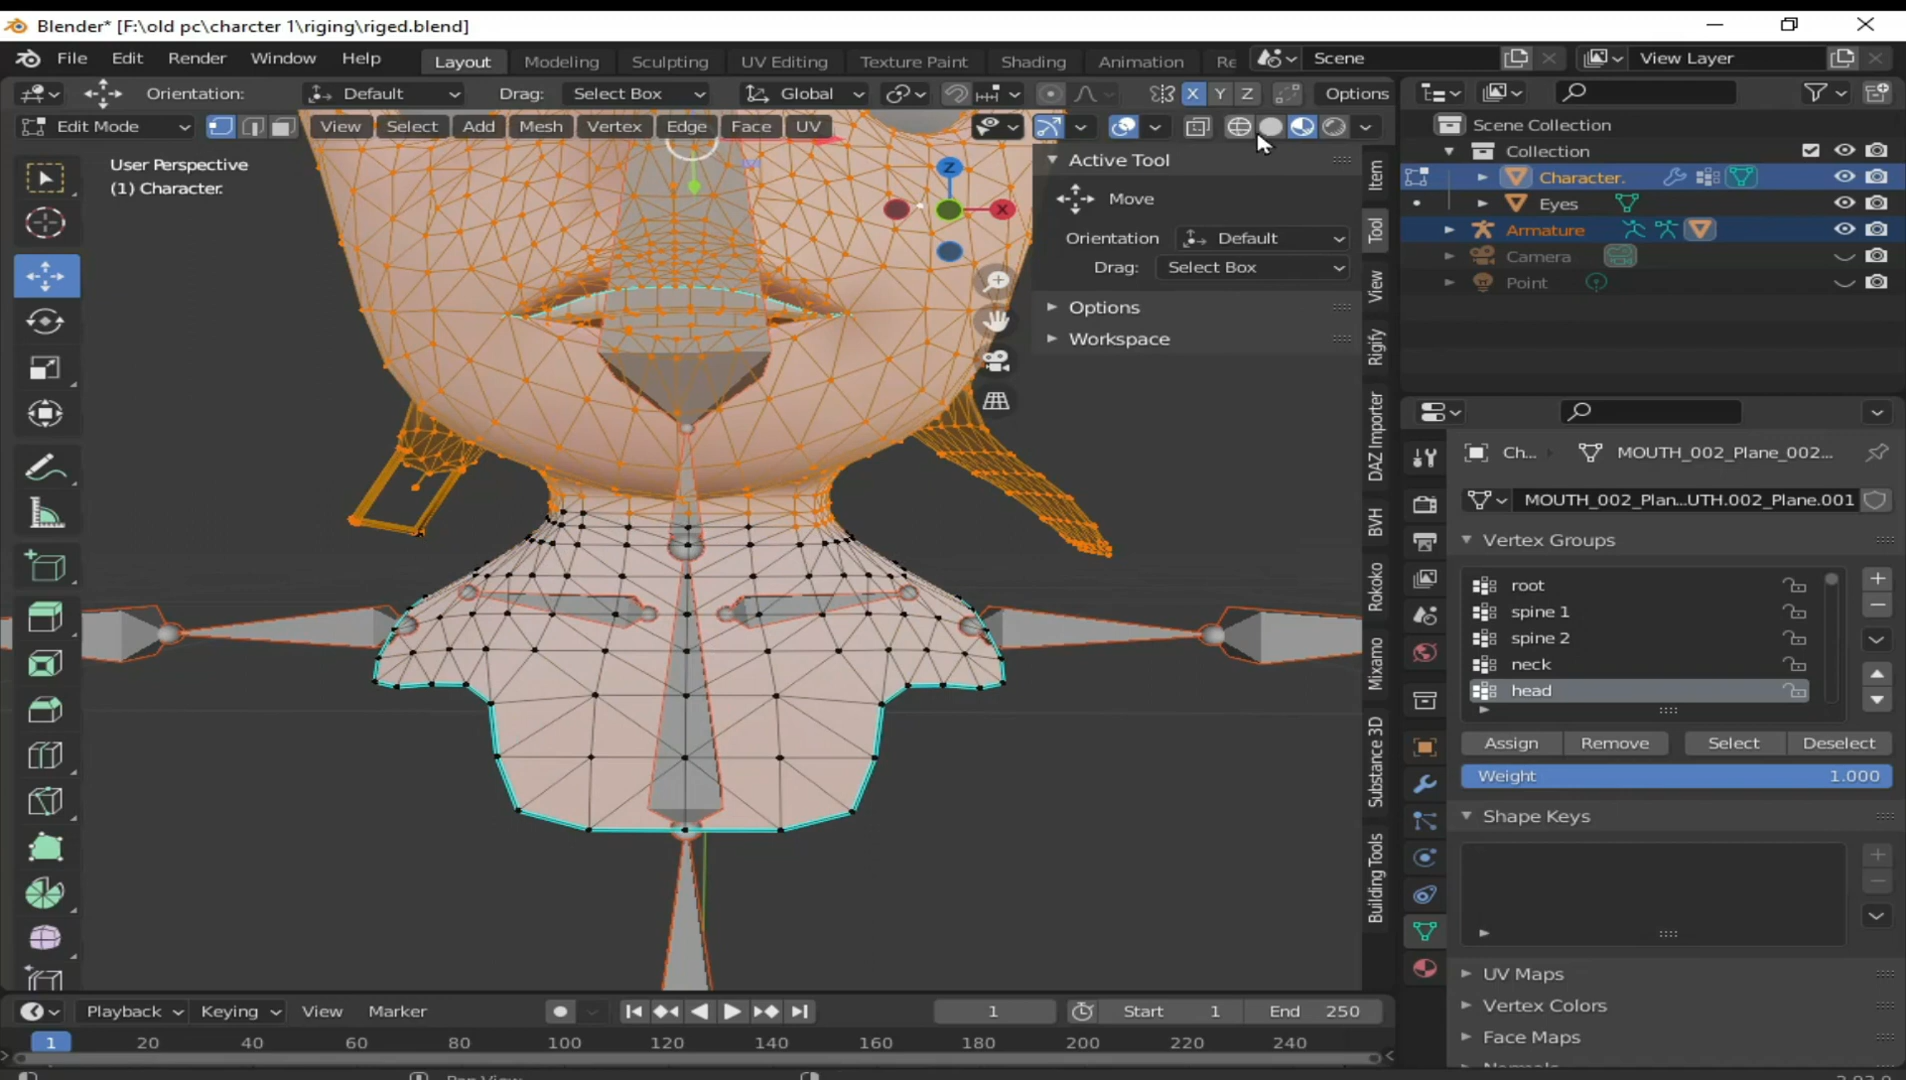 Blender* [F:\old pc\charcter 1\riging\riged.blend]
File Edit Render Window Help Layout Modeling Sculpting UV Editing Texture Paint Shading Animation Re Scene View Layer
Orientation: Default Drag: Select Box Global X Y Z Options
Edit Mode View Select Add Mesh Vertex Edge Face UV
User Perspective
(1) Character.
Z
X
Active Tool
Move
Orientation Default
Drag: Select Box
Options
Workspace
Item
Tool
View
Rigify
DAZ Importer
BVH
Rokoko
Mixamo
Substance 3D
Building Tools
Scene Collection
Collection
Character.
Eyes
Armature
Camera
Point
Ch... MOUTH_002_Plane_002...
MOUTH_002_Plan...UTH.002_Plane.001
Vertex Groups
root
spine 1
spine 2
neck
head
Assign Remove Select Deselect
Weight 1.000
Shape Keys
UV Maps
Vertex Colors
Face Maps
Playback Keying View Marker 1 Start 1 End 250
1 20 40 60 80 100 120 140 160 180 200 220 240